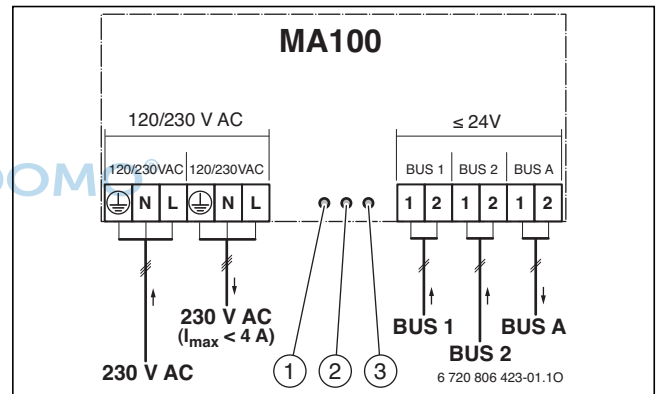 MA100
120/230 V AC
≤ 24V
120/230VAC 120/230VAC
BUS 1 BUS 2 BUS A
N L N L
1 2 1 2 1 2
OMO®
230 V AC
(Imax < 4 A)
230 V AC
1 2 3
BUS 1
BUS 2
BUS A
6 720 806 423-01.1O